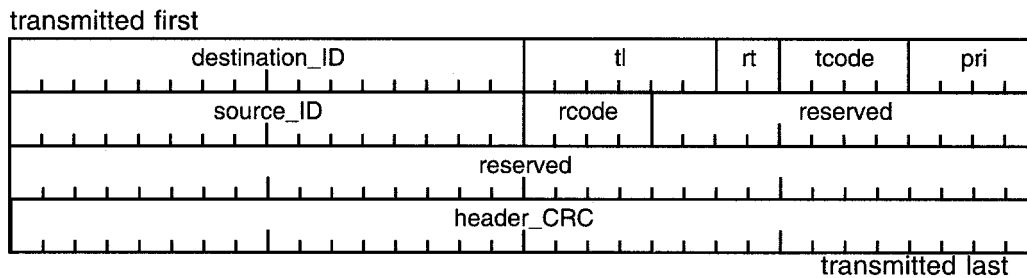 transmitted first
destination_ID tl rt tcode pri
source_ID rcode reserved
reserved
header_CRC
transmitted last